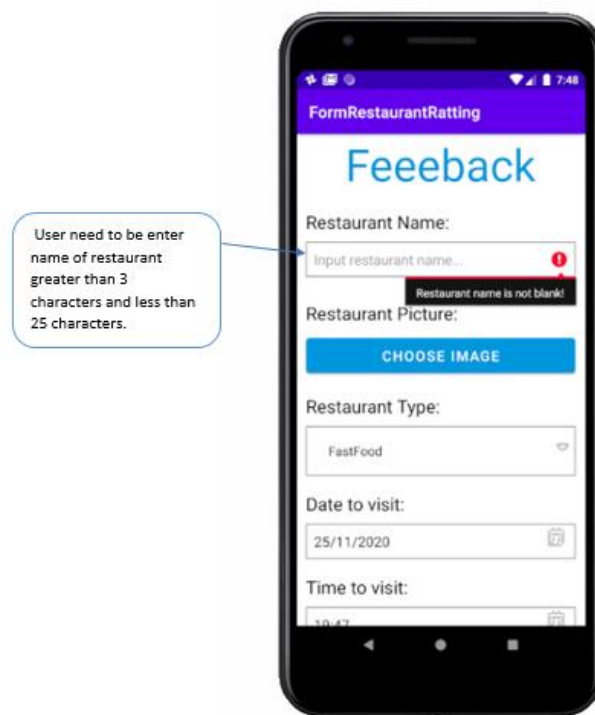 7:48
FormRestaurantRatting
Feeeback
Restaurant Name:
User need to be enter
name of restaurant
greater than 3
characters and less than
25 characters.
Input restaurant name...
Restaurant name is not blank!
Restaurant Picture:
CHOOSE IMAGE
Restaurant Type:
FastFood
Date to visit:
25/11/2020
Time to visit:
19:47